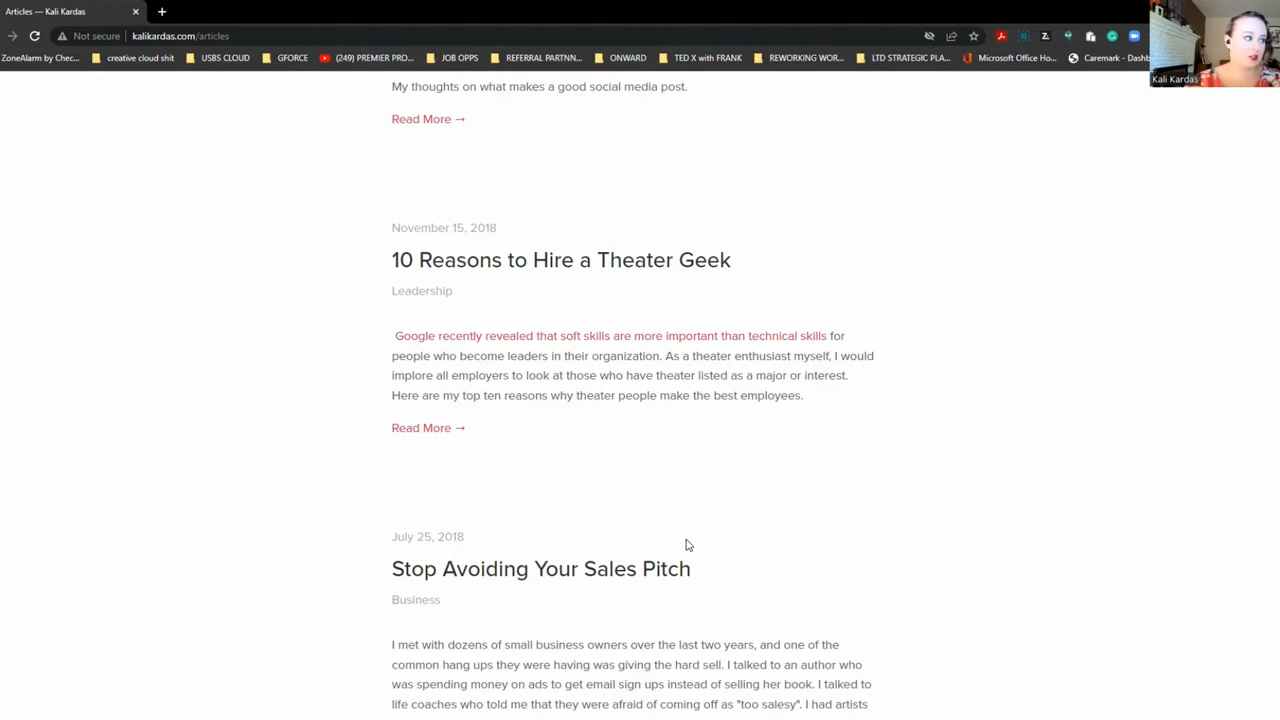 Articles — Kali Kardas
Not secure kalikardas.com/articles
ZoneAlarm by Chec... creative cloud shit USBS CLOUD GFORCE (249) PREMIER PRO... JOB OPPS REFERRAL PARTNN... ONWARD TED X with FRANK REWORKING WOR... LTD STRATEGIC PLA... Microsoft Office Ho... Caremark - Dashb
Kali Kardas
My thoughts on what makes a good social media post.
Read More →
November 15, 2018
10 Reasons to Hire a Theater Geek
Leadership
Google recently revealed that soft skills are more important than technical skills for
people who become leaders in their organization. As a theater enthusiast myself, I would
implore all employers to look at those who have theater listed as a major or interest.
Here are my top ten reasons why theater people make the best employees.
Read More →
July 25, 2018
Stop Avoiding Your Sales Pitch
Business
I met with dozens of small business owners over the last two years, and one of the
common hang ups they were having was giving the hard sell. I talked to an author who
was spending money on ads to get email sign ups instead of selling her book. I talked to
life coaches who told me that they were afraid of coming off as "too salesy". I had artists